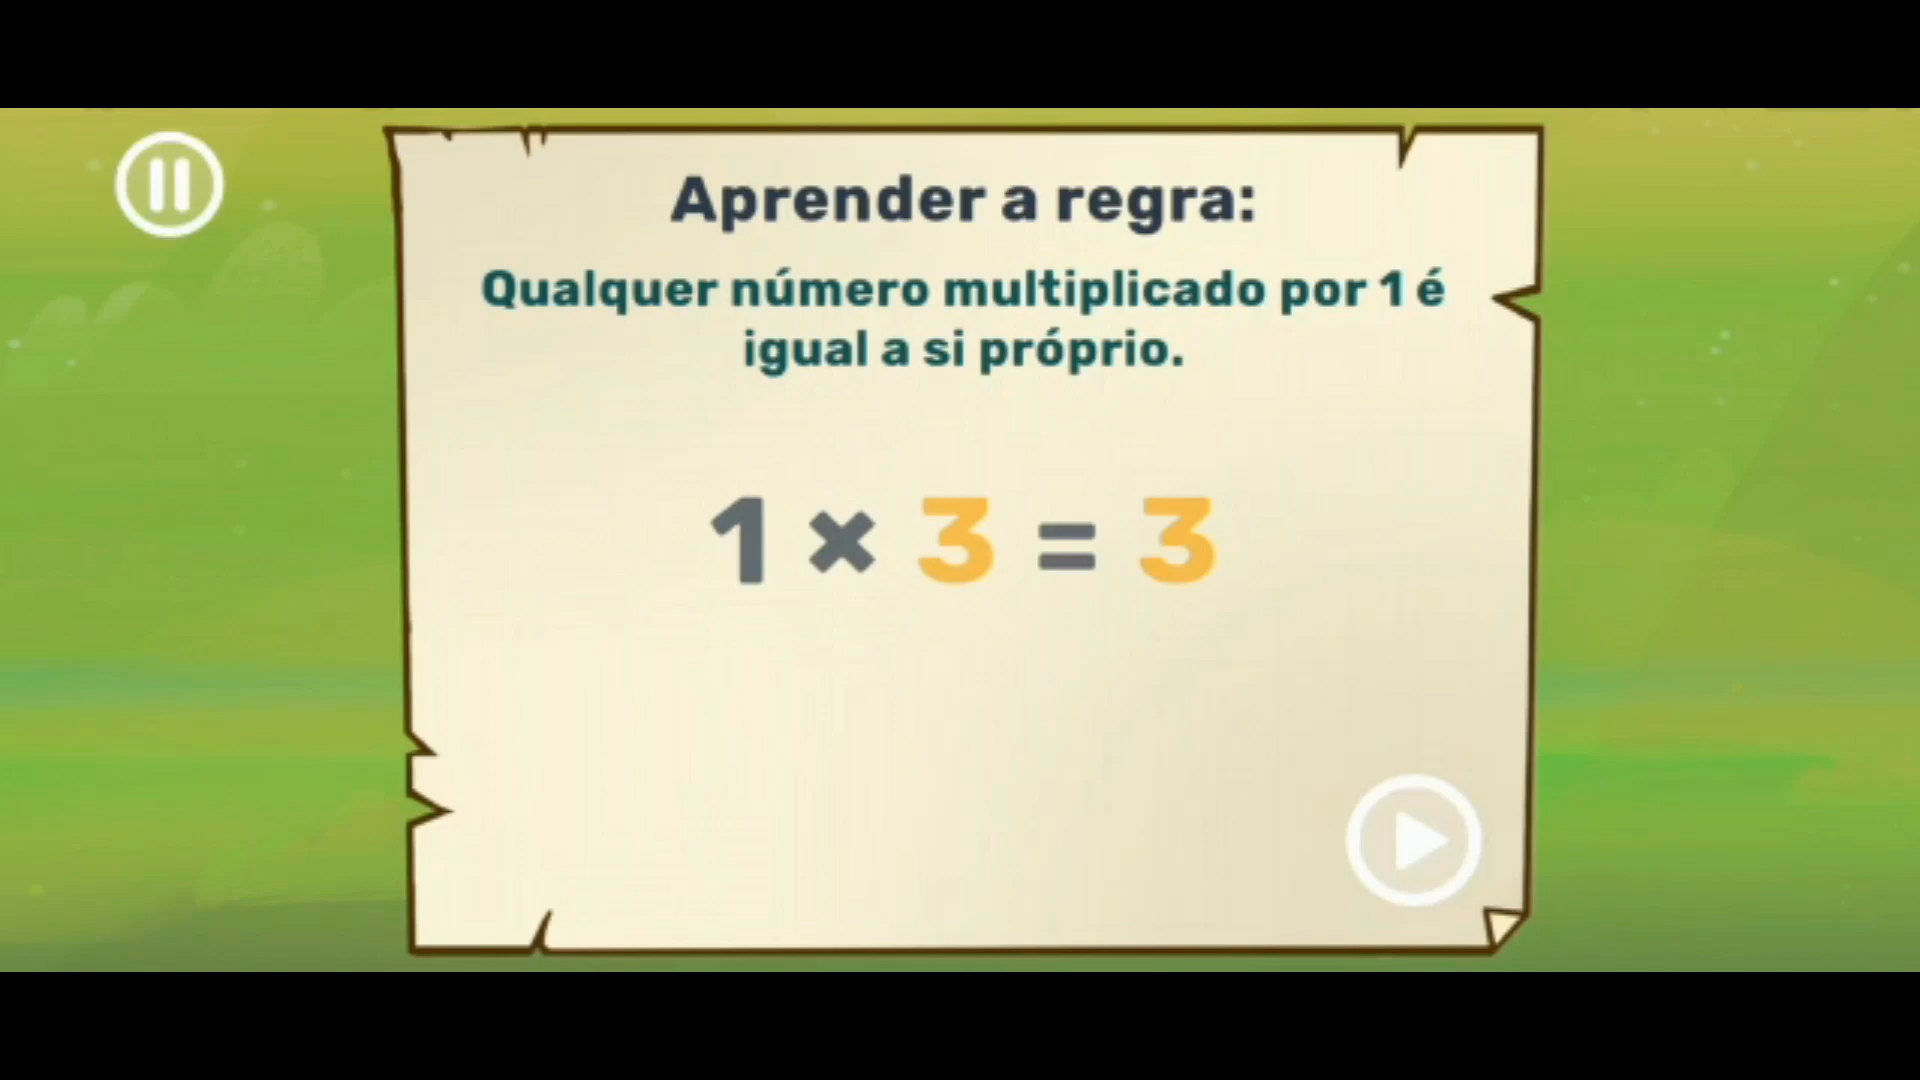 Aprender a regra:
Qualquer número multiplicado por 1 é
igual a si próprio.
1 × 3 = 3